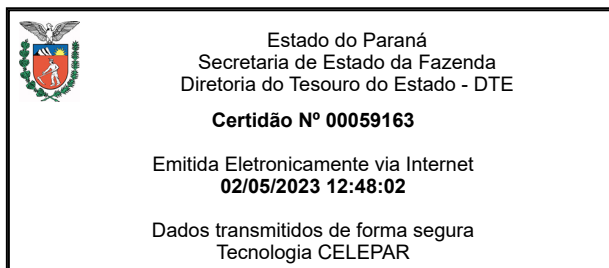 Estado do Paraná
Secretaria de Estado da Fazenda
Diretoria do Tesouro do Estado - DTE
Certidão Nº 00059163
Emitida Eletronicamente via Internet
02/05/2023 12:48:02
Dados transmitidos de forma segura
Tecnologia CELEPAR